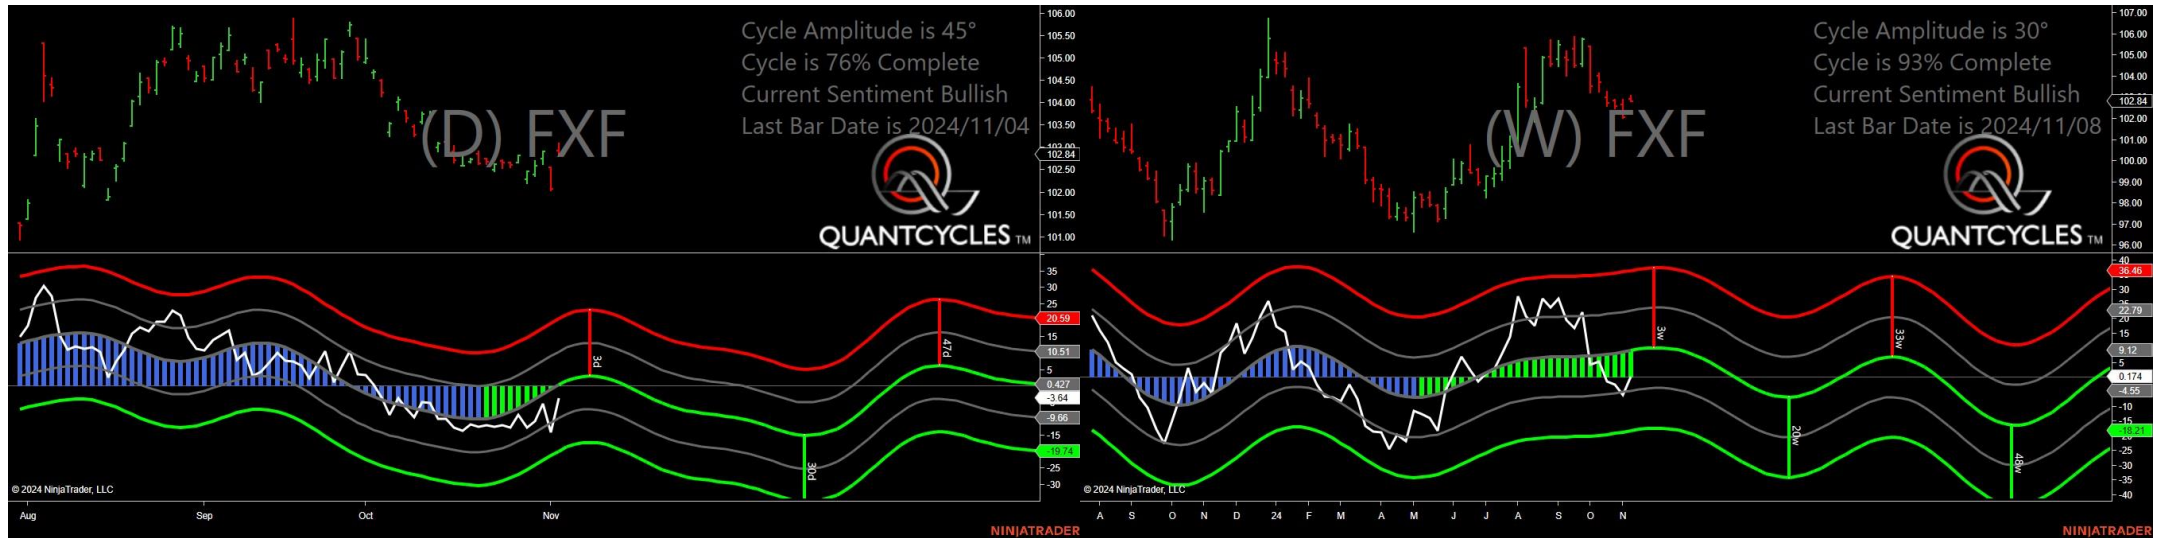 Cycle Amplitude is 45°
Cycle is 76% Complete
Current Sentiment Bullish
Last Bar Date is 2024/11/04
(D) FXF
QUANTCYCLES TM
106.00
105.50
105.00
104.50
104.00
103.50
103.00
102.84
102.50
102.00
101.50
101.00
35
30
25
20.59
15
10.51
5
0.427
-3.64
-9.66
-15
-19.74
-25
-30
3d
30d
47d
© 2024 NinjaTrader, LLC
Aug Sep Oct Nov
NINJATRADER
Cycle Amplitude is 30°
Cycle is 93% Complete
Current Sentiment Bullish
Last Bar Date is 2024/11/08
(W) FXF
QUANTCYCLES TM
107.00
106.00
105.00
104.00
102.84
102.00
101.00
100.00
99.00
98.00
97.00
96.00
40
36.46
30
22.79
20
15
9.12
5
0.174
-4.55
-10
-18.21
-25
-30
-35
-40
3w
20w
33w
48w
© 2024 NinjaTrader, LLC
A S O N D 24 F M A M J J A S O N
NINJATRADER